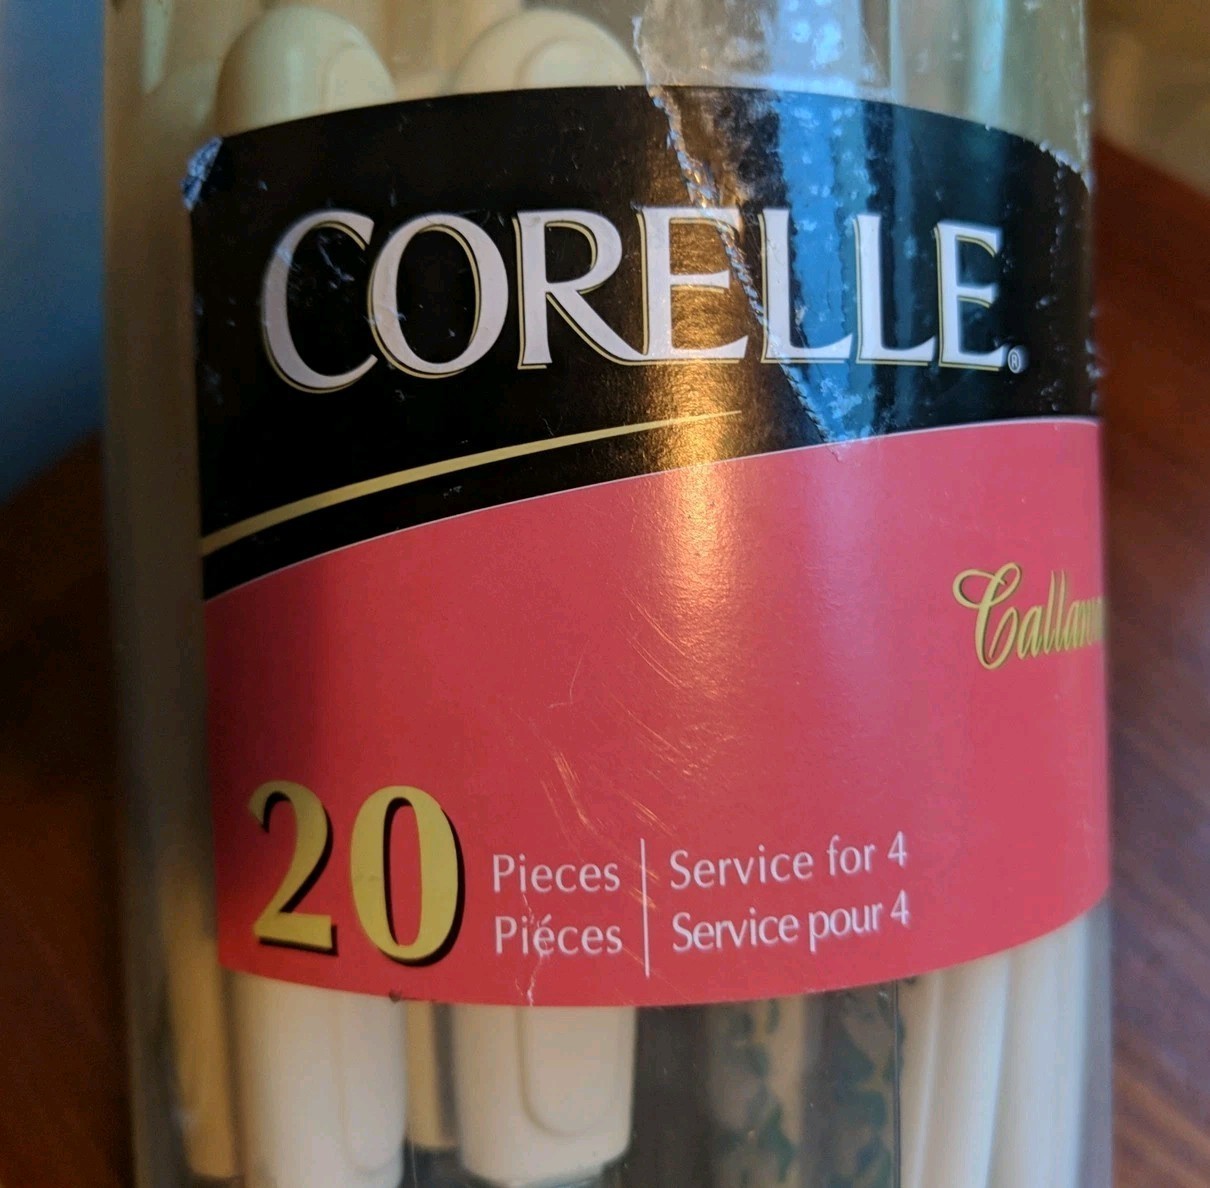 CORELLE®
20
Pieces | Service for 4
Piéces | Service pour 4